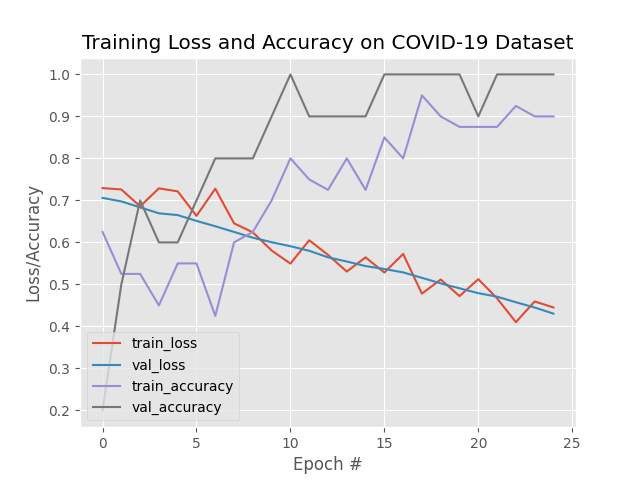 Training Loss and Accuracy on COVID-19 Dataset
1.0
0.9
0.8
0.7
0.6
0.5
0.4
0.3
0.2
Loss/Accuracy
train_loss
val_loss
train_accuracy
val_accuracy
0 5 10 15 20 25
Epoch #